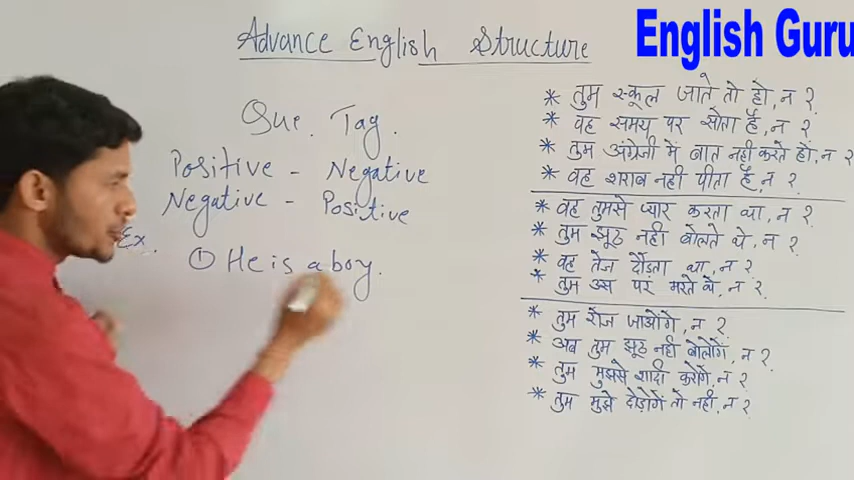 Advance English Structure
English Guru
Que. Tag.
Positive - Negative
Negative - Positive
Ex.
① He is a boy.
* तुम स्कूल जाते तो हो, न ?
* वह समय पर सोता है, न ?
* तुम अंग्रेजी में बात नही करते हों, न ?
* वह शराब नही पीता है, न ?
* वह तुमसे प्यार करता था, न ?
* तुम झूठ नही बोलते थे, न ?
* वह तेज दौड़ता था, न ?
* तुम उस पर मरते थे, न ?
* तुम रोज जाओगे, न ?
* अब तुम झूठ नही बोलोगें, न ?
* तुम मुझसे शादी करोगे, न ?
* तुम मुझे दोड़ोगें तो नही, न ?